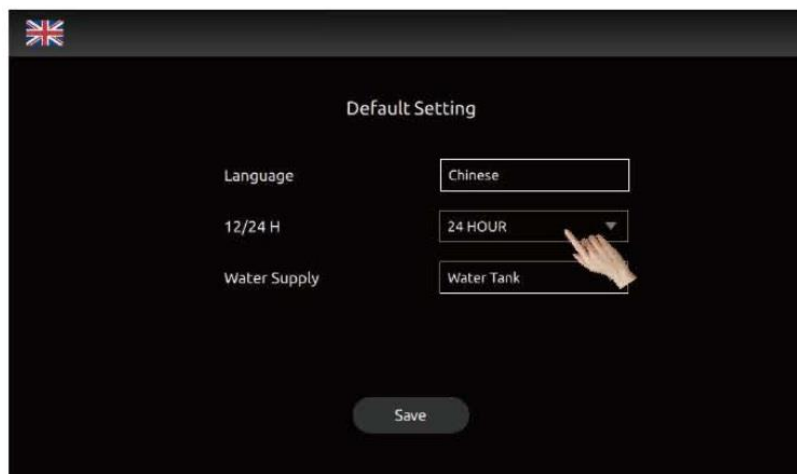 Default Setting
Language Chinese
12/24 H 24 HOUR
Water Supply Water Tank
Save